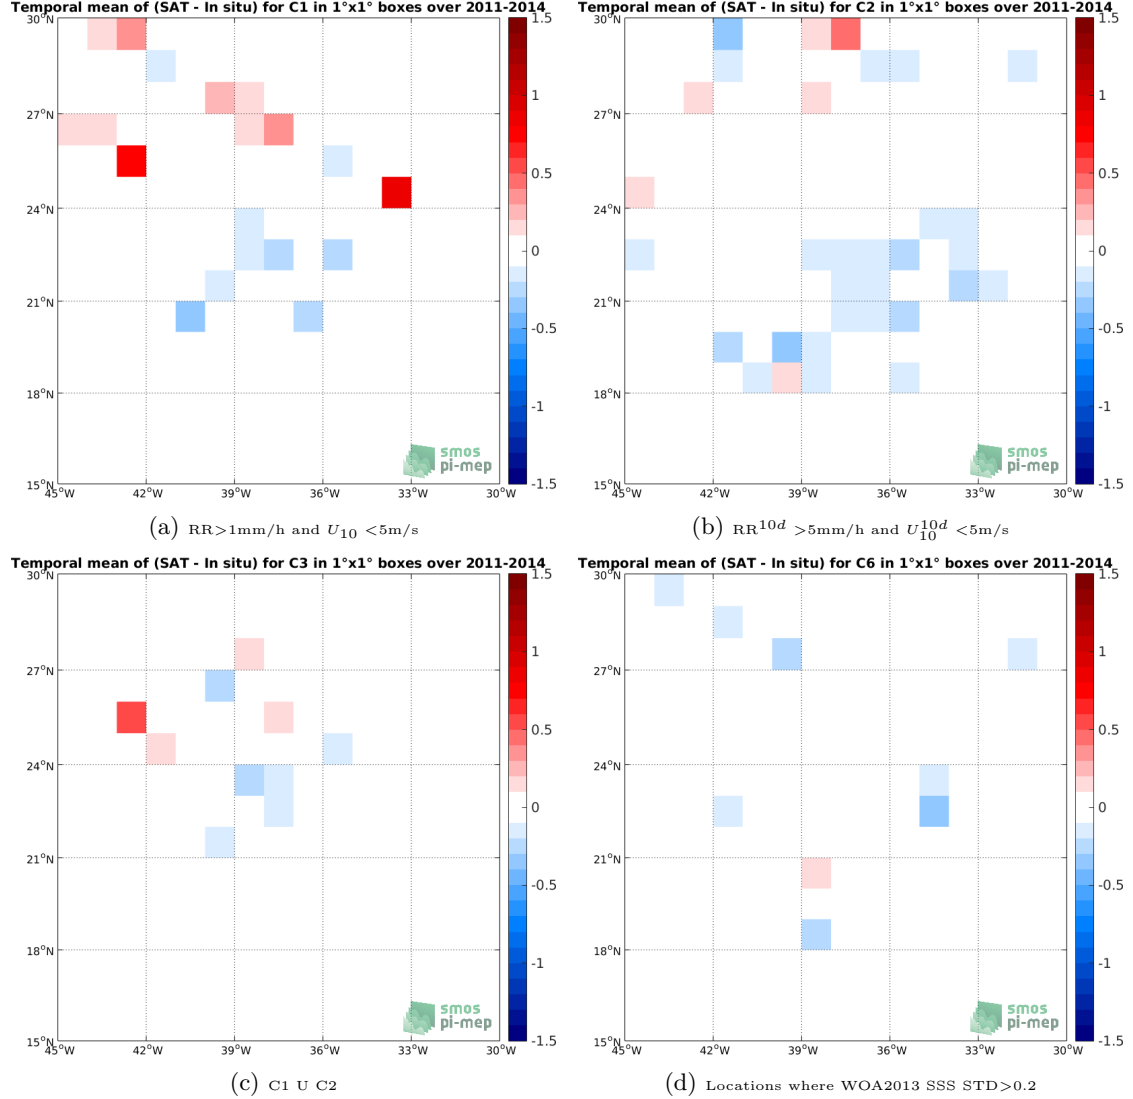 Temporal mean of (SAT - In situ) for C1 in 1°x1° boxes over 2011-2014
30°N
27°N
24°N
21°N
18°N
15°N
45°W 42°W 39°W 36°W 33°W 30°W
1.5
1
0.5
0
-0.5
-1
-1.5
smos
pi-mep
(a) RR>1mm/h and U10 <5m/s
Temporal mean of (SAT - In situ) for C2 in 1°x1° boxes over 2011-2014
30°N
27°N
24°N
21°N
18°N
15°N
45°W 42°W 39°W 36°W 33°W 30°W
1.5
1
0.5
0
-0.5
-1
-1.5
smos
pi-mep
(b) RR^10d >5mm/h and U10^10d <5m/s
Temporal mean of (SAT - In situ) for C3 in 1°x1° boxes over 2011-2014
30°N
27°N
24°N
21°N
18°N
15°N
45°W 42°W 39°W 36°W 33°W 30°W
1.5
1
0.5
0
-0.5
-1
-1.5
smos
pi-mep
(c) C1 U C2
Temporal mean of (SAT - In situ) for C6 in 1°x1° boxes over 2011-2014
30°N
27°N
24°N
21°N
18°N
15°N
45°W 42°W 39°W 36°W 33°W 30°W
1.5
1
0.5
0
-0.5
-1
-1.5
smos
pi-mep
(d) Locations where WOA2013 SSS STD>0.2